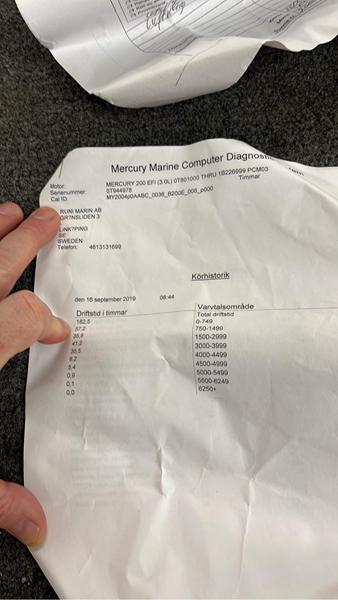 Mercury Marine Computer Diagnostic
Motor: MERCURY 200 EFI (3.0L) 0T801000 THRU 1B226999 PCM03
Serienummer: 0T944978 Timmar
Cal ID: MY2004p0AABC_0036_B200E_006_p000
RUNI MARIN AB
GR?NSLIDEN 3
LINK?PING
SE
SWEDEN
Telefon: 4613131699
Körhistorik
den 16 september 2019 08:44
Driftstid i timmar Varvtalsområde
182,5 Total driftstid
57,2 0-749
35,8 750-1499
41,2 1500-2999
35,5 3000-3999
6,2 4000-4499
5,4 4500-4999
0,9 5000-5499
0,1 5500-6249
0,0 6250+